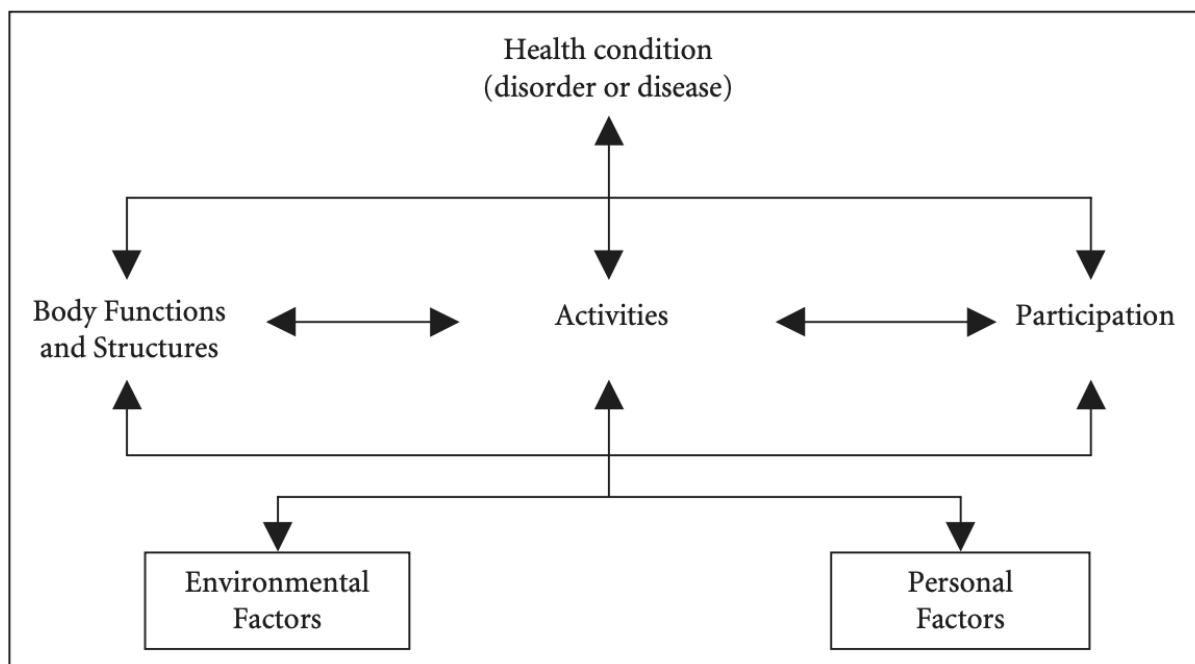 Health condition
(disorder or disease)
Body Functions
and Structures
Activities
Participation
Environmental
Factors
Personal
Factors